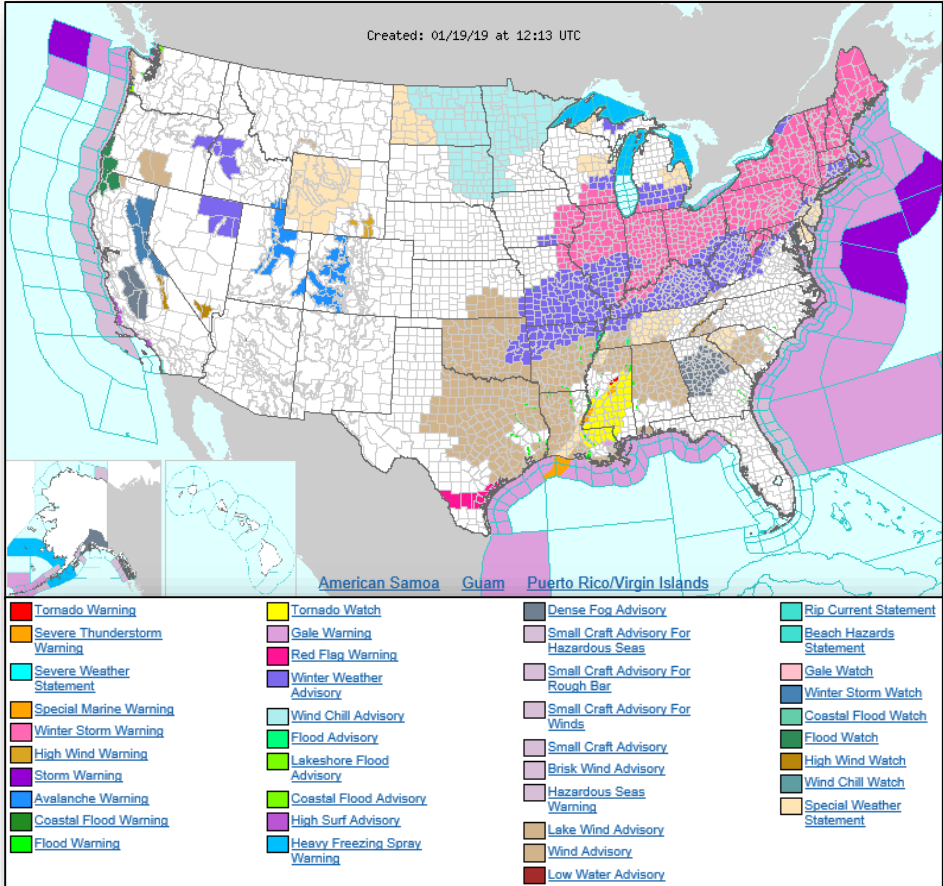 Created: 01/19/19 at 12:13 UTC
American Samoa Guam Puerto Rico/Virgin Islands
Tornado Warning
Severe Thunderstorm
Warning
Severe Weather
Statement
Special Marine Warning
Winter Storm Warning
High Wind Warning
Storm Warning
Avalanche Warning
Coastal Flood Warning
Flood Warning
Tornado Watch
Gale Warning
Red Flag Warning
Winter Weather
Advisory
Wind Chill Advisory
Flood Advisory
Lakeshore Flood
Advisory
Coastal Flood Advisory
High Surf Advisory
Heavy Freezing Spray
Warning
Dense Fog Advisory
Small Craft Advisory For
Hazardous Seas
Small Craft Advisory For
Rough Bar
Small Craft Advisory For
Winds
Small Craft Advisory
Brisk Wind Advisory
Hazardous Seas
Warning
Lake Wind Advisory
Wind Advisory
Low Water Advisory
Rip Current Statement
Beach Hazards
Statement
Gale Watch
Winter Storm Watch
Coastal Flood Watch
Flood Watch
High Wind Watch
Wind Chill Watch
Special Weather
Statement